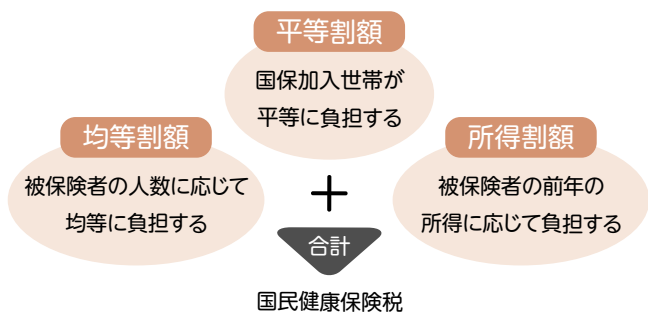 平等割額
国保加入世帯が
平等に負担する
均等割額
被保険者の人数に応じて
均等に負担する
所得割額
被保険者の前年の
所得に応じて負担する
+
合計
国民健康保険税